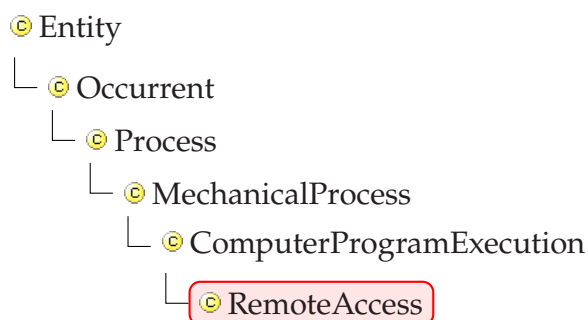 Entity
Occurrent
Process
MechanicalProcess
ComputerProgramExecution
RemoteAccess